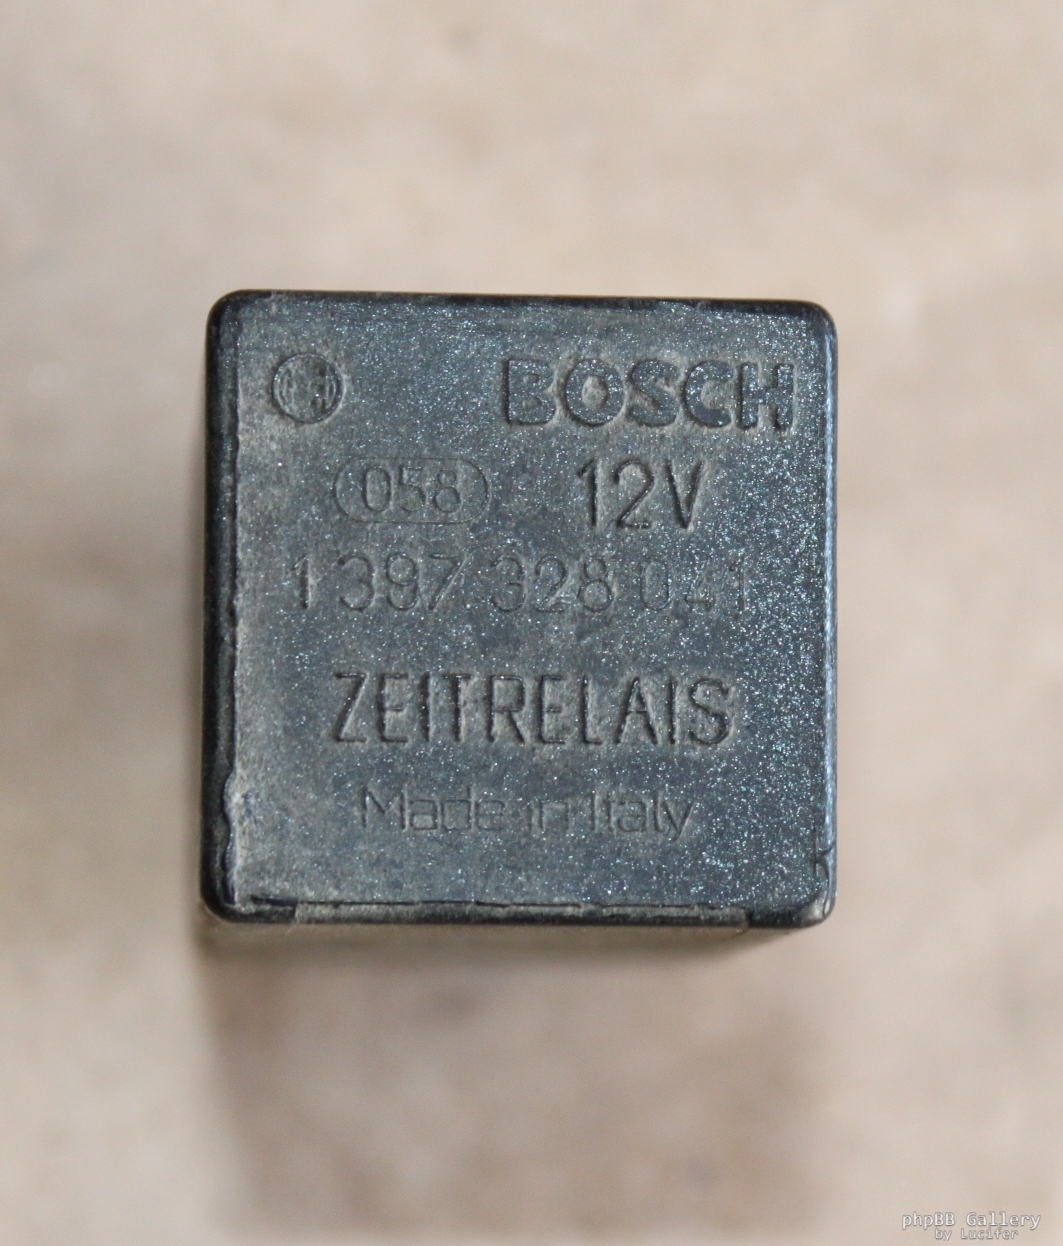 BOSCH
058 12V
1 397 328 041
ZEITRELAIS
Made in Italy
phpBB Gallery
by Lucifer